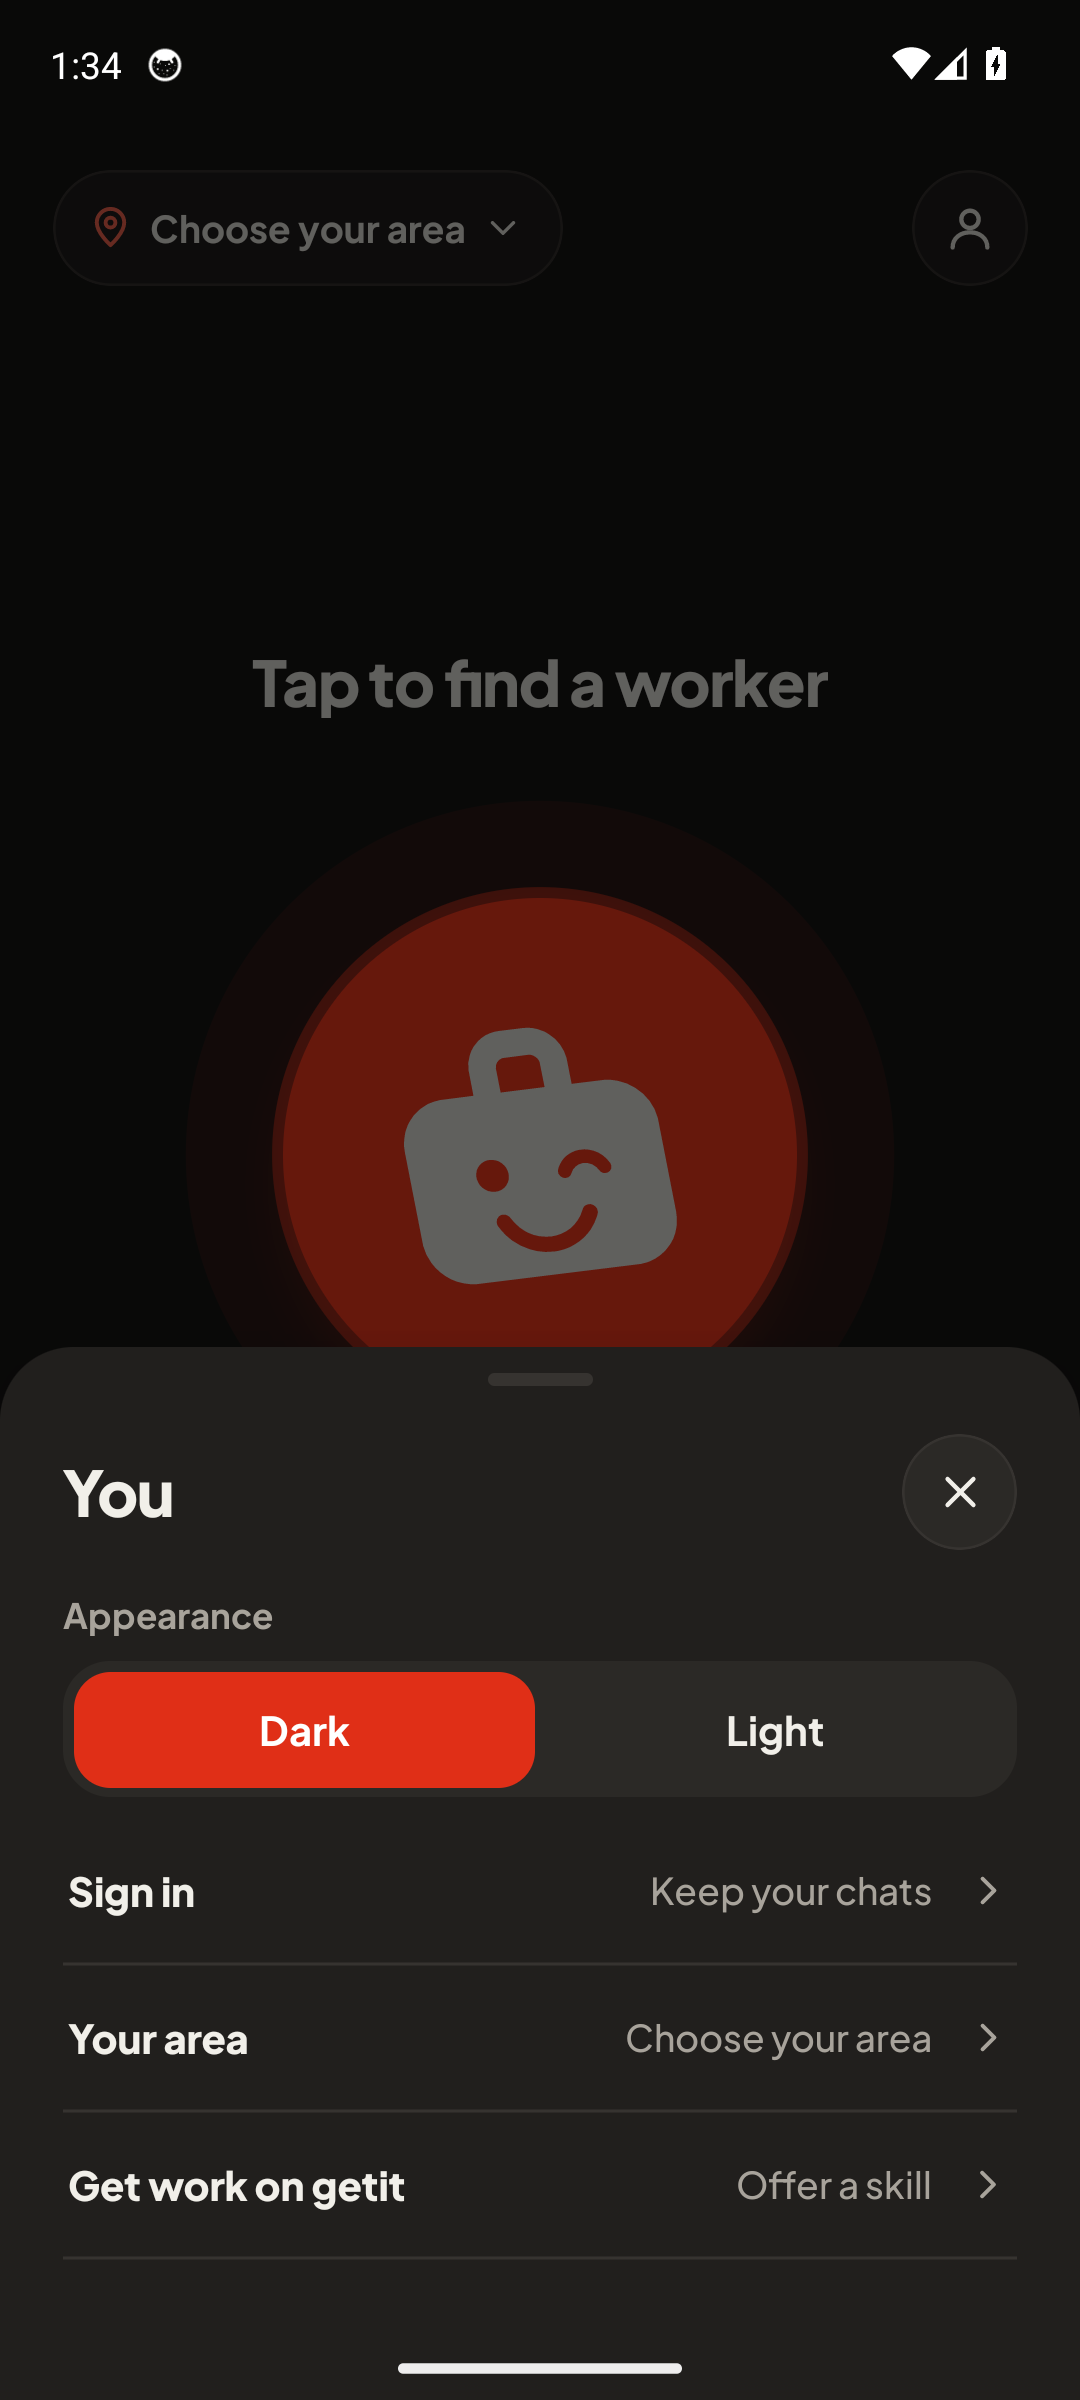 1:34
Choose your area
Tap to find a worker
You
Appearance
Dark
Light
Sign in
Keep your chats
Your area
Choose your area
Get work on getit
Offer a skill